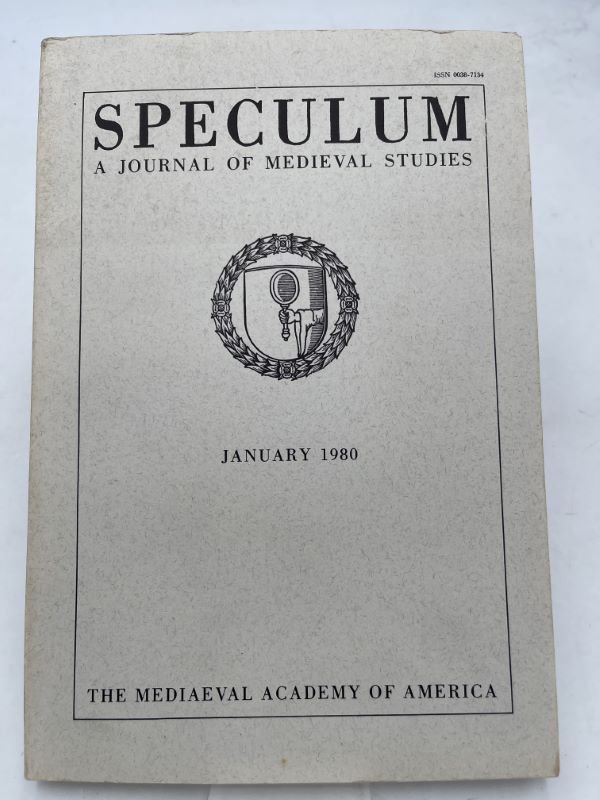 ISSN 0038-7134
SPECULUM
A JOURNAL OF MEDIEVAL STUDIES
JANUARY 1980
THE MEDIAEVAL ACADEMY OF AMERICA